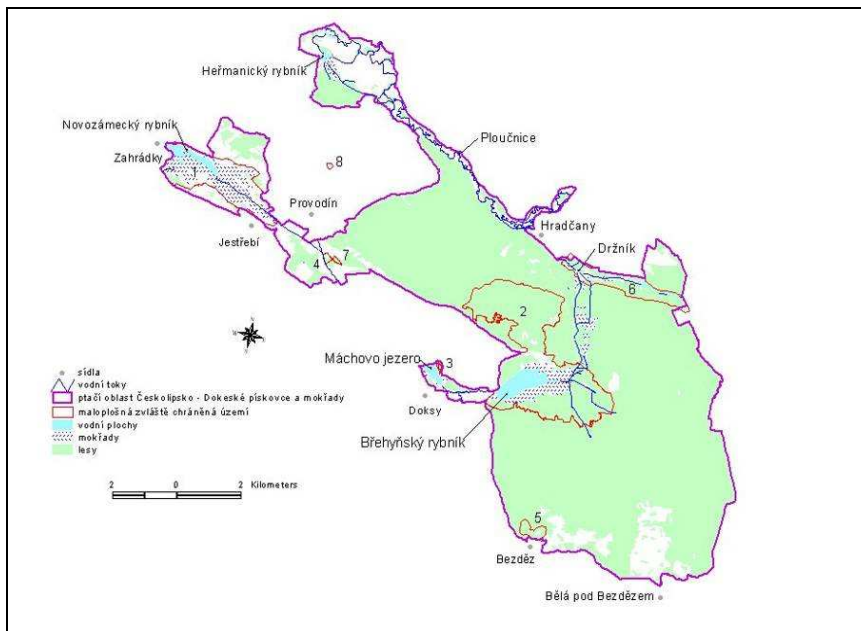 Heřmanický rybník
Novozámecký rybník
Ploučnice
Zahrádky
1
8
Provodín
Jestřebí
Hradčany
4
7
Držník
6
2
Máchovo jezero
3
sídla
vodní toky
ptačí oblast Českolipsko - Dokeské pískovce a mokřady
maloplošná zvláště chráněná území
vodní plochy
mokřady
lesy
Doksy
Břehyňský rybník
2 0 2 Kilometers
5
Bezděz
Bělá pod Bezdězem